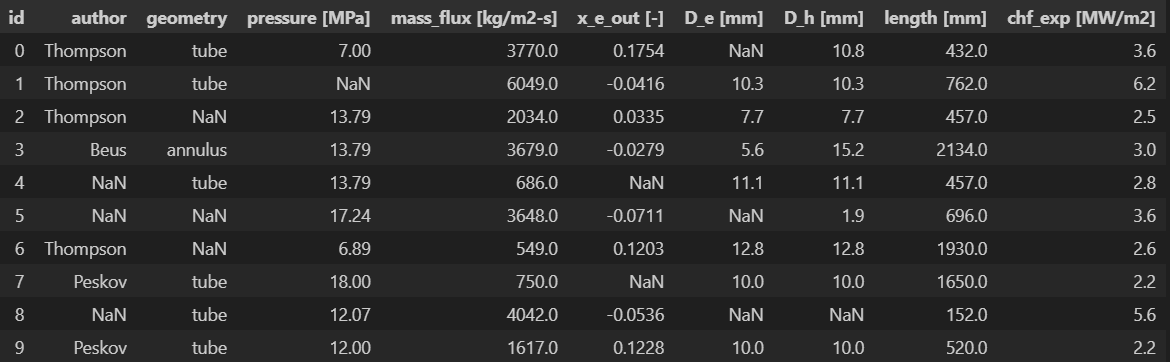 id author geometry pressure [MPa] mass_flux [kg/m2-s] x_e_out [-] D_e [mm] D_h [mm] length [mm] chf_exp [MW/m2]
0 Thompson tube 7.00 3770.0 0.1754 NaN 10.8 432.0 3.6
1 Thompson tube NaN 6049.0 -0.0416 10.3 10.3 762.0 6.2
2 Thompson NaN 13.79 2034.0 0.0335 7.7 7.7 457.0 2.5
3 Beus annulus 13.79 3679.0 -0.0279 5.6 15.2 2134.0 3.0
4 NaN tube 13.79 686.0 NaN 11.1 11.1 457.0 2.8
5 NaN NaN 17.24 3648.0 -0.0711 NaN 1.9 696.0 3.6
6 Thompson NaN 6.89 549.0 0.1203 12.8 12.8 1930.0 2.6
7 Peskov tube 18.00 750.0 NaN 10.0 10.0 1650.0 2.2
8 NaN tube 12.07 4042.0 -0.0536 NaN NaN 152.0 5.6
9 Peskov tube 12.00 1617.0 0.1228 10.0 10.0 520.0 2.2